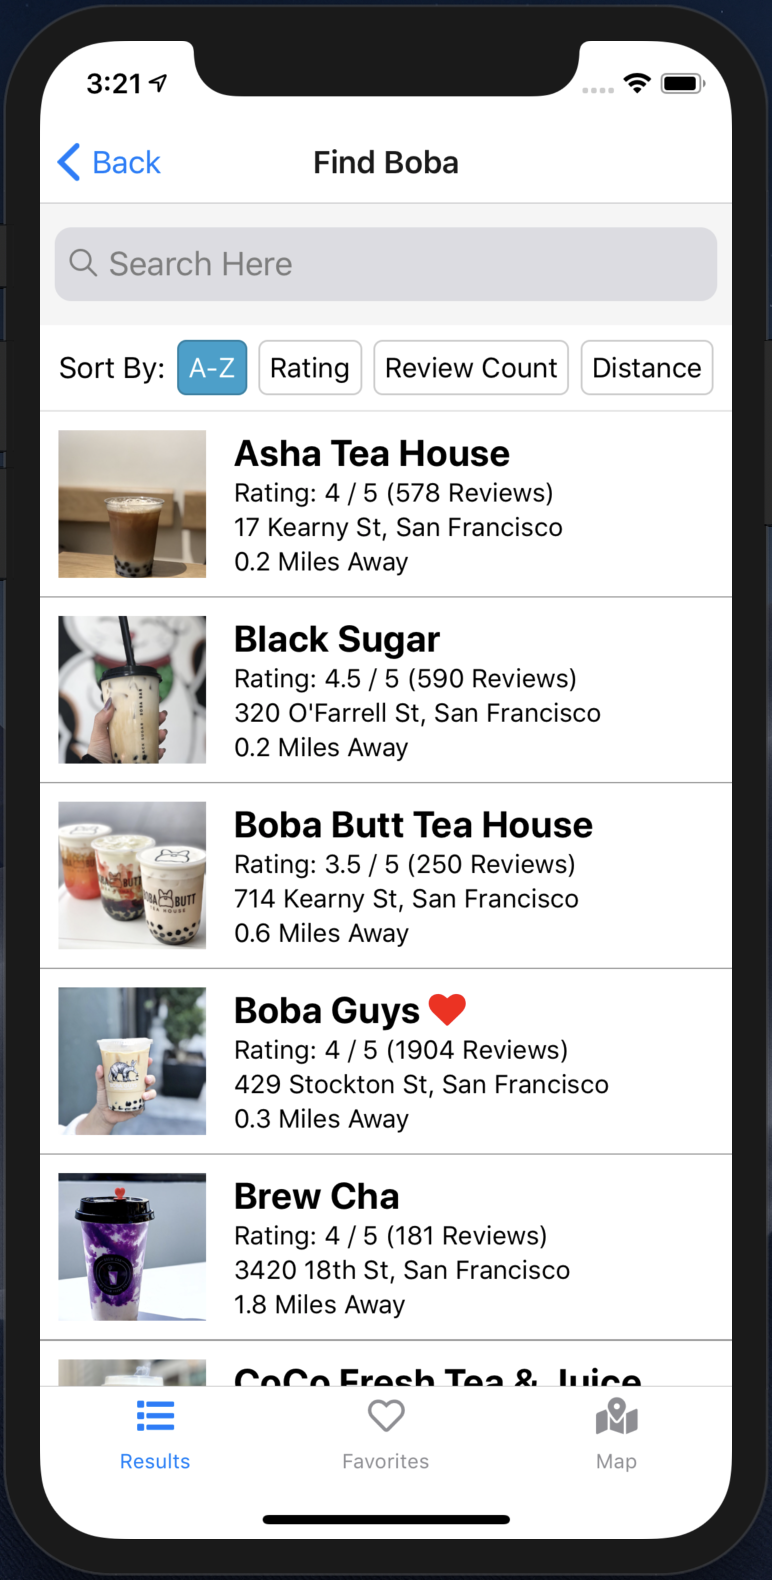 3:21
Back
Find Boba
Search Here
Sort By:
A-Z
Rating
Review Count
Distance
Asha Tea House
Rating: 4 / 5 (578 Reviews)
17 Kearny St, San Francisco
0.2 Miles Away
Black Sugar
Rating: 4.5 / 5 (590 Reviews)
320 O'Farrell St, San Francisco
0.2 Miles Away
BOBA BUTT
TEA HOUSE
Boba Butt Tea House
Rating: 3.5 / 5 (250 Reviews)
714 Kearny St, San Francisco
0.6 Miles Away
Boba Guys
Rating: 4 / 5 (1904 Reviews)
429 Stockton St, San Francisco
0.3 Miles Away
Brew Cha
Rating: 4 / 5 (181 Reviews)
3420 18th St, San Francisco
1.8 Miles Away
CoCo Fresh Tea & Juice
Results
Favorites
Map